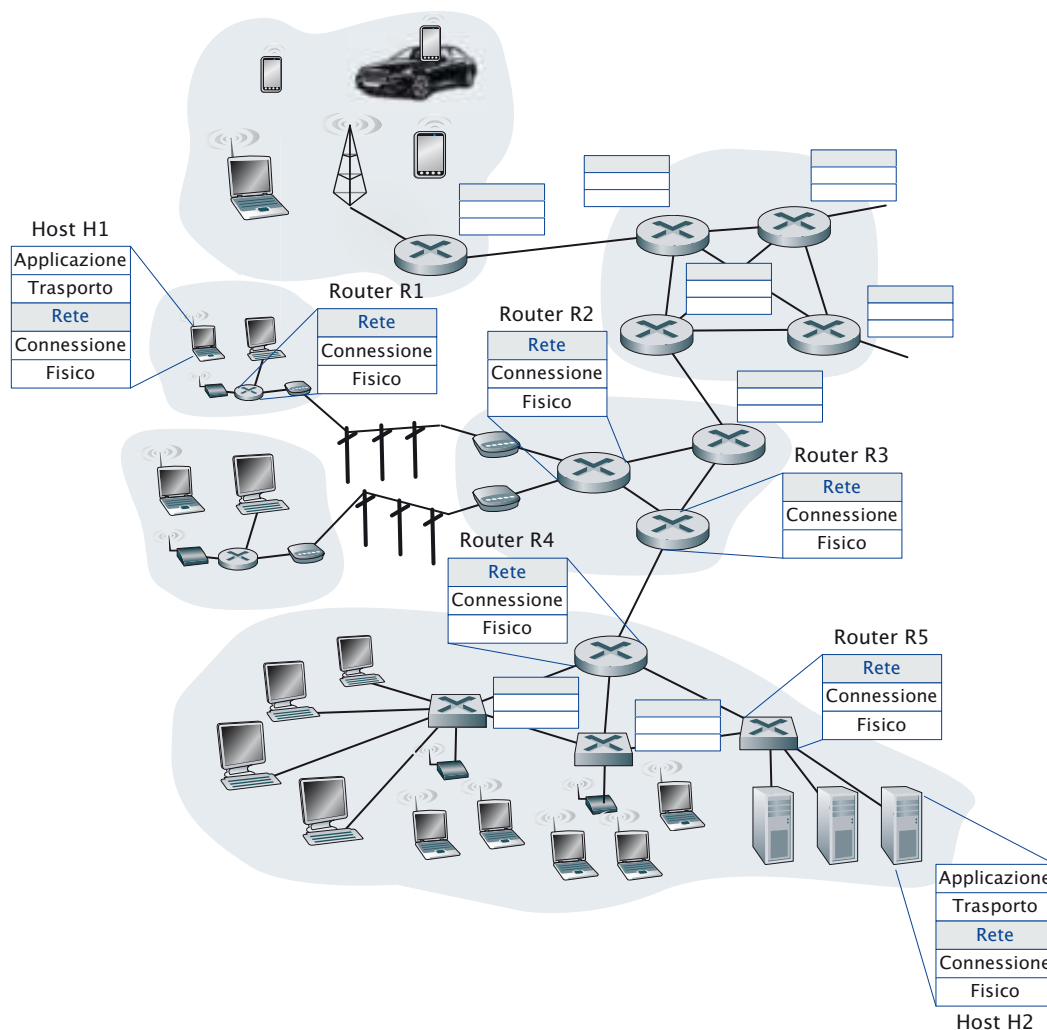 Host H1
Applicazione
Trasporto
Rete
Connessione
Fisico
Router R1
Rete
Connessione
Fisico
Router R2
Rete
Connessione
Fisico
Router R3
Rete
Connessione
Fisico
Router R4
Rete
Connessione
Fisico
Router R5
Rete
Connessione
Fisico
Applicazione
Trasporto
Rete
Connessione
Fisico
Host H2